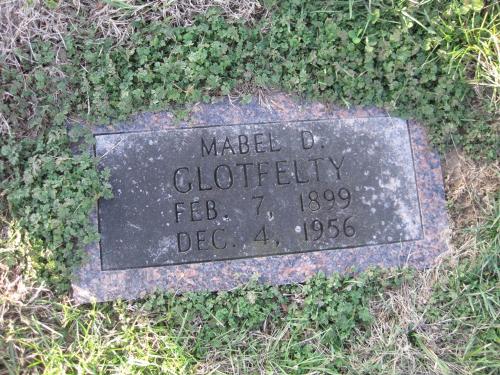 MABEL D.
GLOTFELTY
FEB. 7, 1899
DEC. 4, 1956